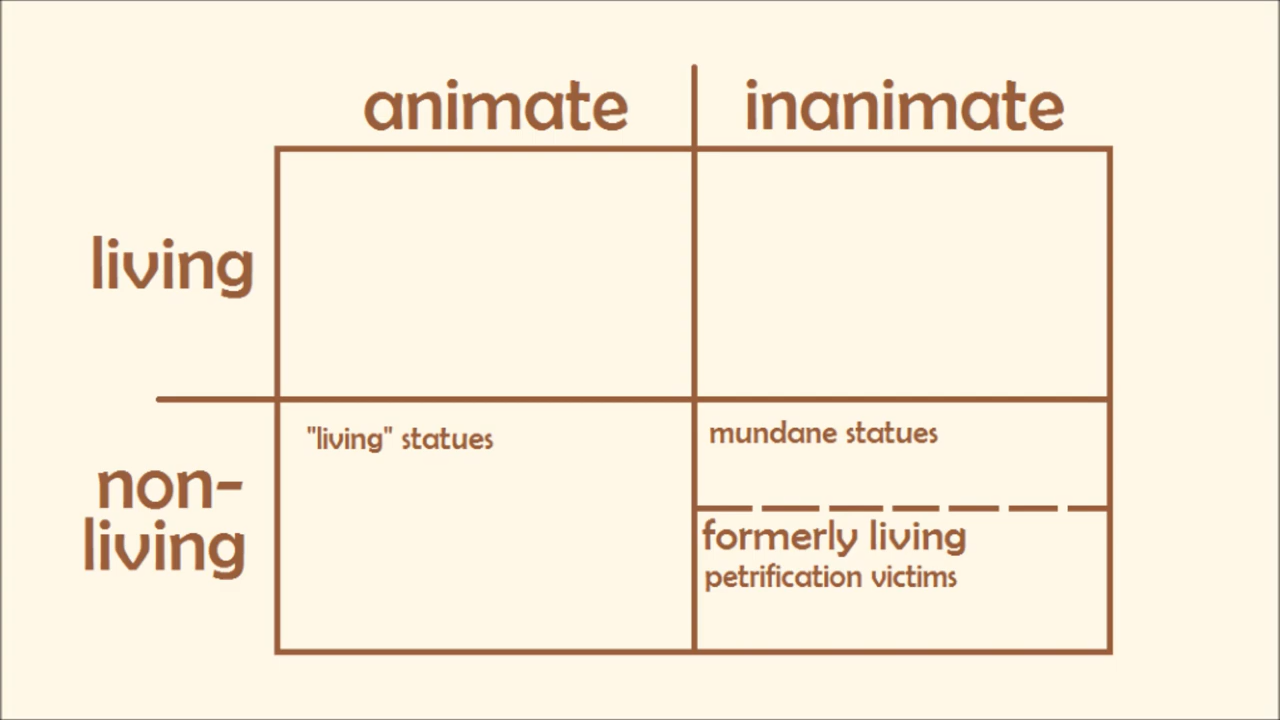 animate
inanimate
living
non-
living
"living" statues
mundane statues
formerly living
petrification victims